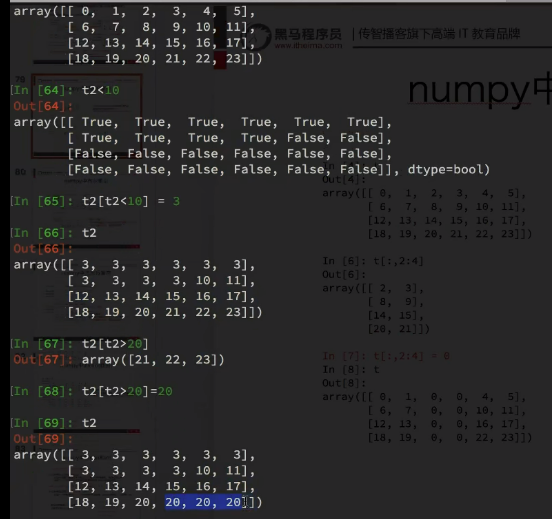 array([[ 0,  1,  2,  3,  4,  5],
       [ 6,  7,  8,  9, 10, 11],
       [12, 13, 14, 15, 16, 17],
       [18, 19, 20, 21, 22, 23]])
黑马程序员 | 传智播客旗下高端 IT 教育品牌
www.itheima.com
numpy中
In [64]: t2<10
Out[64]:
array([[ True,  True,  True,  True,  True,  True],
       [ True,  True,  True,  True, False, False],
       [False, False, False, False, False, False],
       [False, False, False, False, False, False]], dtype=bool)
In [65]: t2[t2<10] = 3
In [66]: t2
Out[66]:
array([[ 3,  3,  3,  3,  3,  3],
       [ 3,  3,  3,  3, 10, 11],
       [12, 13, 14, 15, 16, 17],
       [18, 19, 20, 21, 22, 23]])
In [67]: t2[t2>20]
Out[67]: array([21, 22, 23])
In [68]: t2[t2>20]=20
In [69]: t2
Out[69]:
array([[ 3,  3,  3,  3,  3,  3],
       [ 3,  3,  3,  3, 10, 11],
       [12, 13, 14, 15, 16, 17],
       [18, 19, 20, 20, 20, 20]])
Out[4]:
array([[ 0,  1,  2,  3,  4,  5],
       [ 6,  7,  8,  9, 10, 11],
       [12, 13, 14, 15, 16, 17],
       [18, 19, 20, 21, 22, 23]])
In [6]: t[:,2:4]
Out[6]:
array([[ 2,  3],
       [ 8,  9],
       [14, 15],
       [20, 21]])
In [7]: t[:,2:4] = 0
In [8]: t
Out[8]:
array([[ 0,  1,  0,  0,  4,  5],
       [ 6,  7,  0,  0, 10, 11],
       [12, 13,  0,  0, 16, 17],
       [18, 19,  0,  0, 22, 23]])